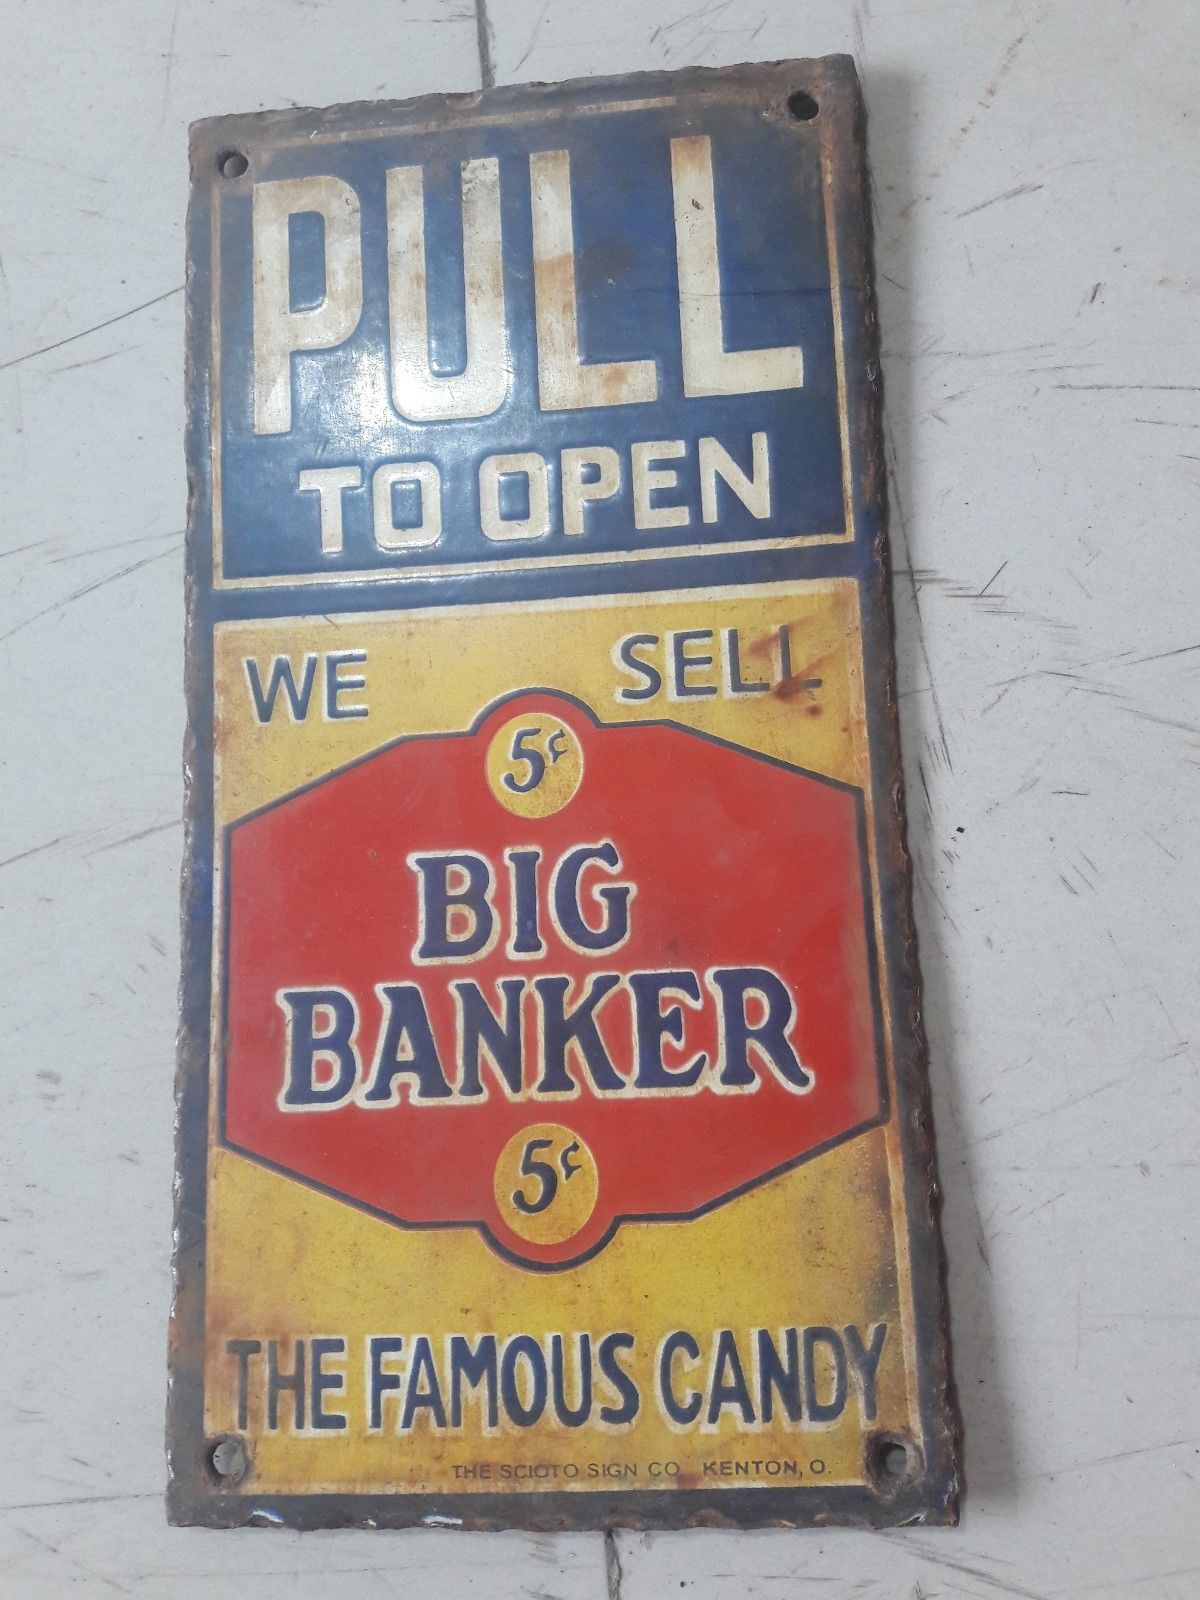 PULL
TO OPEN
WE SELL
5¢
BIG
BANKER
5¢
THE FAMOUS CANDY
THE SCIOTO SIGN CO. KENTON, O.